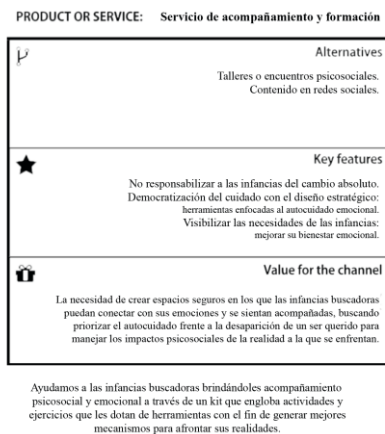 PRODUCT OR SERVICE: Servicio de acompañamiento y formación
Alternatives
Talleres o encuentros psicosociales.
Contenido en redes sociales.
Key features
No responsabilizar a las infancias del cambio absoluto.
Democratización del cuidado con el diseño estratégico:
herramientas enfocadas al autocuidado emocional.
Visibilizar las necesidades de las infancias:
mejorar su bienestar emocional.
Value for the channel
La necesidad de crear espacios seguros en los que las infancias buscadoras
puedan conectar con sus emociones y se sientan acompañadas, buscando
priorizar el autocuidado frente a la desaparición de un ser querido para
manejar los impactos psicosociales de la realidad a la que se enfrentan.
Ayudamos a las infancias buscadoras brindándoles acompañamiento
psicosocial y emocional a través de un kit que engloba actividades y
ejercicios que les dotan de herramientas con el fin de generar mejores
mecanismos para afrontar sus realidades.